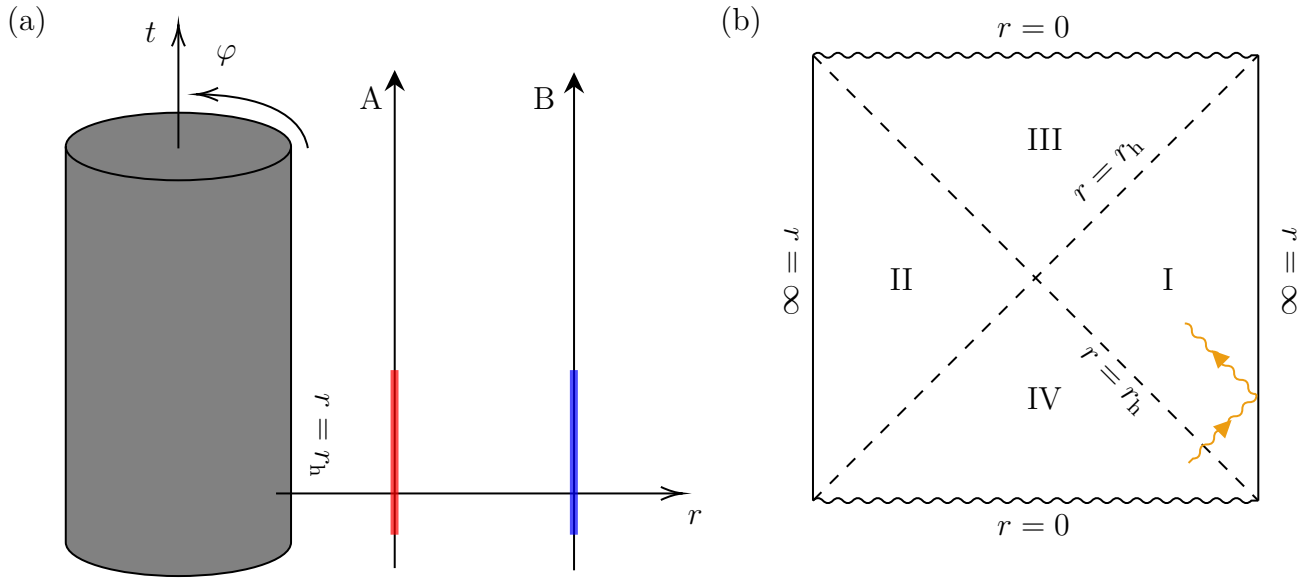 (a)
t
φ
A
B
r = r_h
r
(b)
r = 0
III
r = r_h
r = ∞
II
I
r = ∞
r = r_h
IV
r = 0